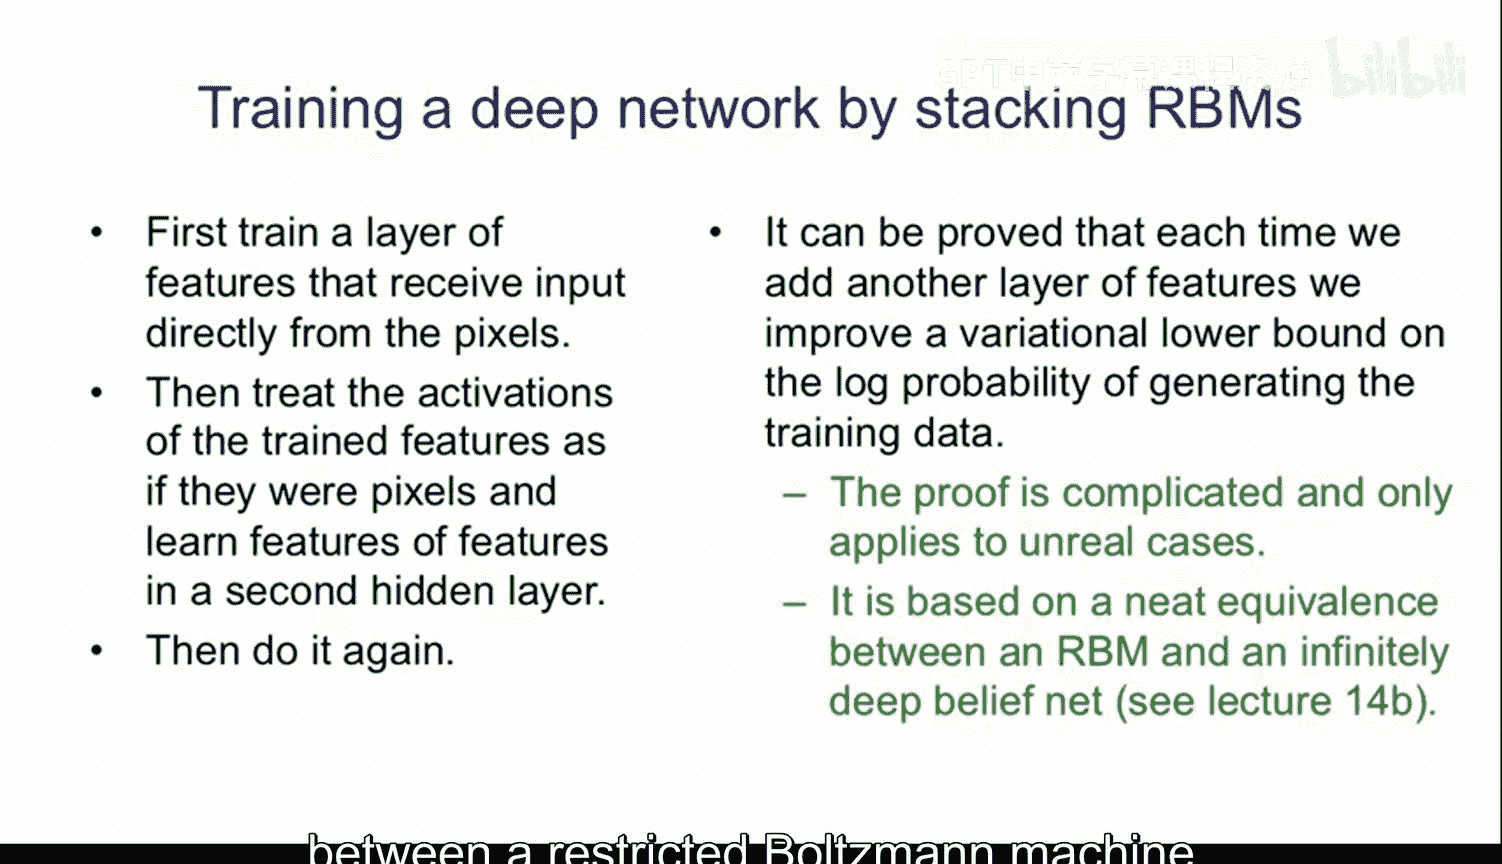 bilibili
Training a deep network by stacking RBMs
• First train a layer of
features that receive input
directly from the pixels.
• Then treat the activations
of the trained features as
if they were pixels and
learn features of features
in a second hidden layer.
• Then do it again.
• It can be proved that each time we
add another layer of features we
improve a variational lower bound on
the log probability of generating the
training data.
– The proof is complicated and only
applies to unreal cases.
– It is based on a neat equivalence
between an RBM and an infinitely
deep belief net (see lecture 14b).
between a restricted Boltzmann machine